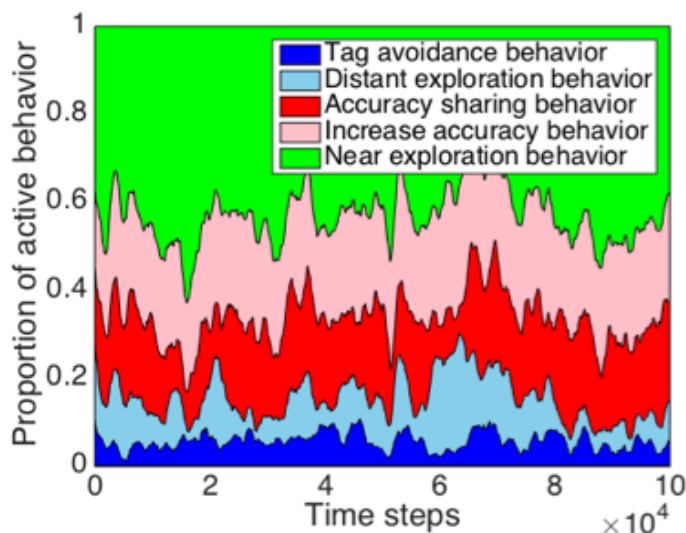 Proportion of active behavior
1
0.8
0.6
0.4
0.2
0
Tag avoidance behavior
Distant exploration behavior
Accuracy sharing behavior
Increase accuracy behavior
Near exploration behavior
0 2 4 6 8 10
Time steps
×10⁴